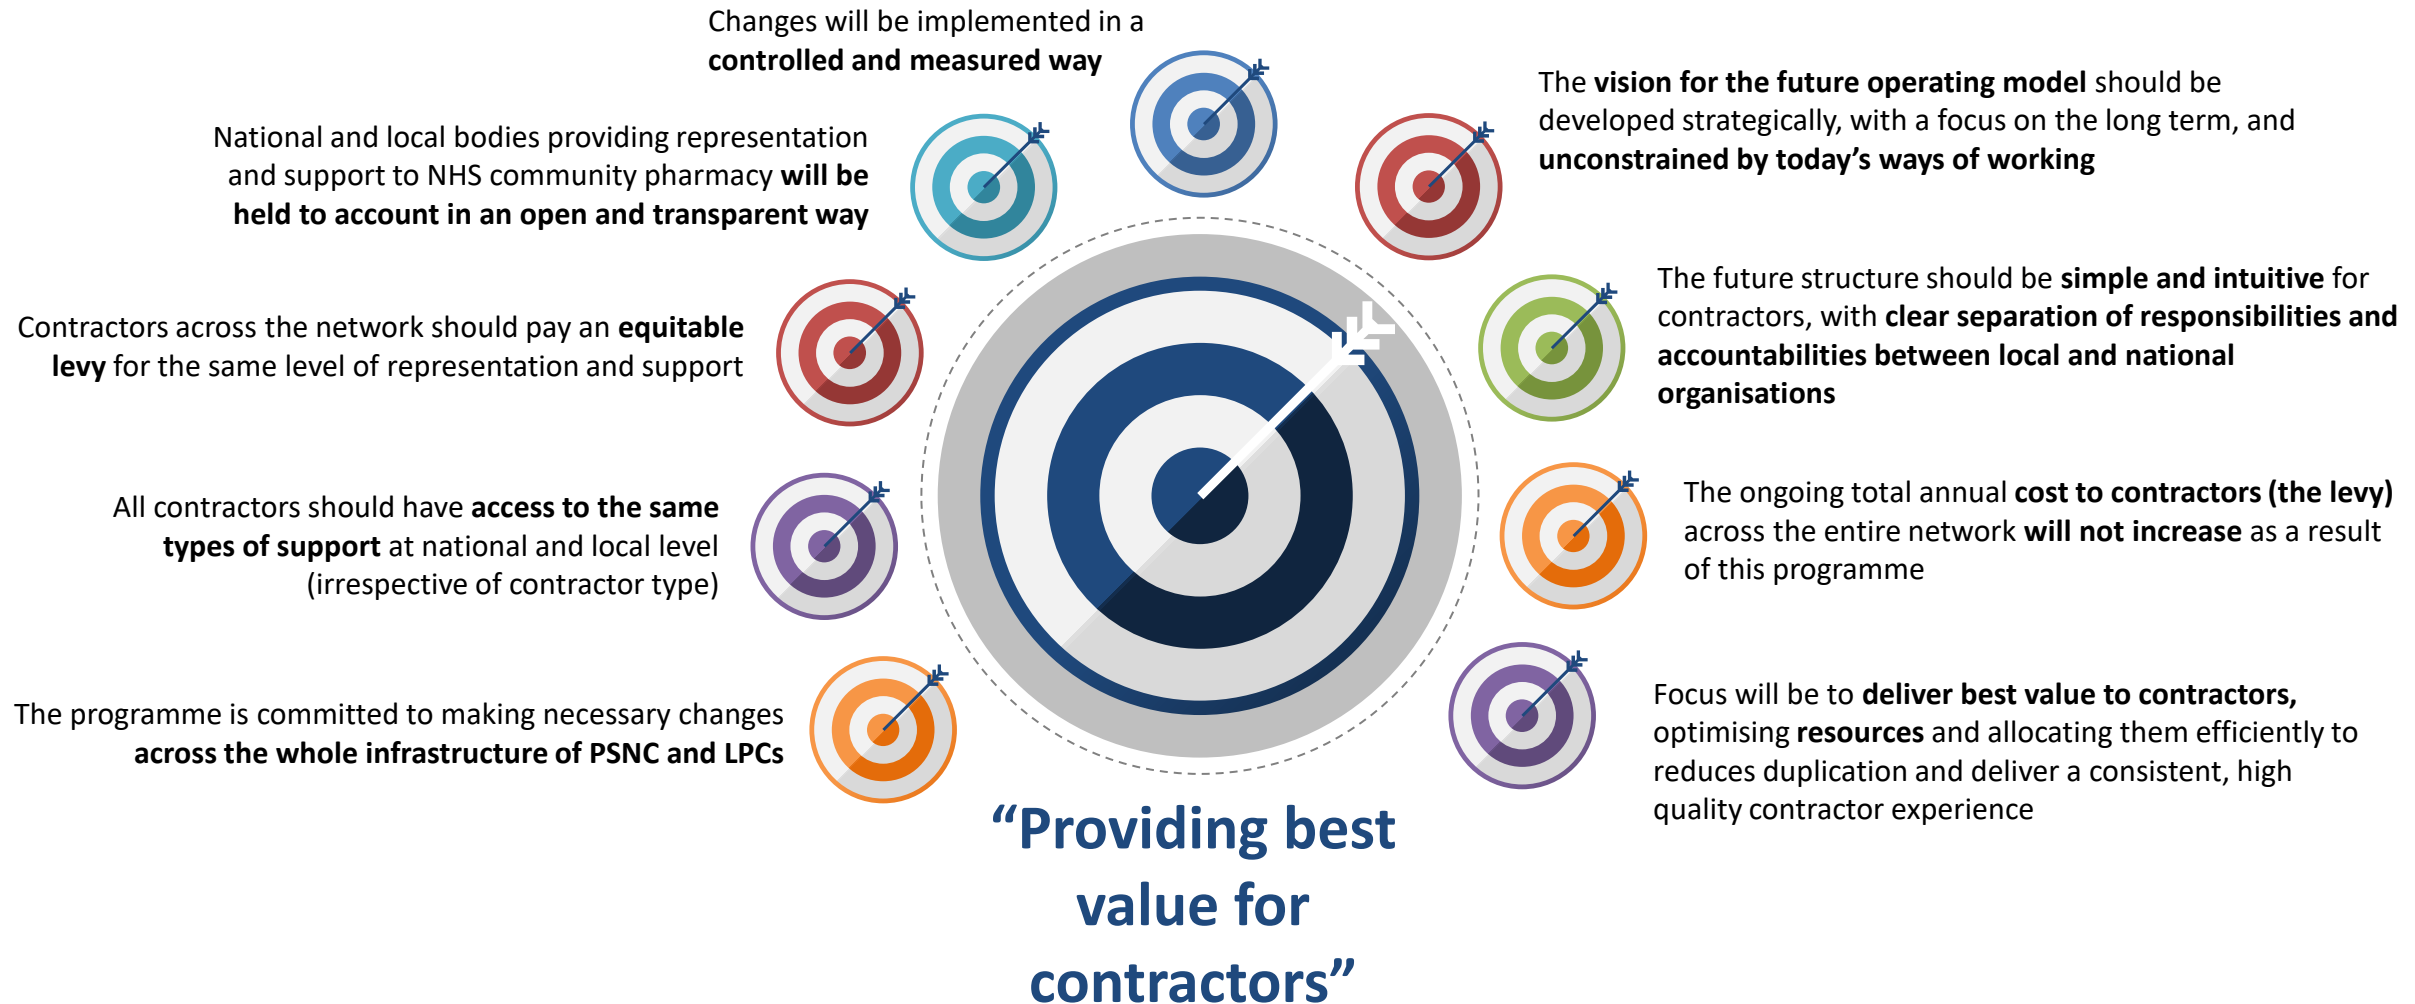 Changes will be implemented in a
controlled and measured way
The vision for the future operating model should be
developed strategically, with a focus on the long term, and
unconstrained by today’s ways of working
National and local bodies providing representation
and support to NHS community pharmacy will be
held to account in an open and transparent way
The future structure should be simple and intuitive for
contractors, with clear separation of responsibilities and
accountabilities between local and national
organisations
Contractors across the network should pay an equitable
levy for the same level of representation and support
The ongoing total annual cost to contractors (the levy)
across the entire network will not increase as a result
of this programme
All contractors should have access to the same
types of support at national and local level
(irrespective of contractor type)
Focus will be to deliver best value to contractors,
optimising resources and allocating them efficiently to
reduces duplication and deliver a consistent, high
quality contractor experience
The programme is committed to making necessary changes
across the whole infrastructure of PSNC and LPCs
“Providing best
value for
contractors”